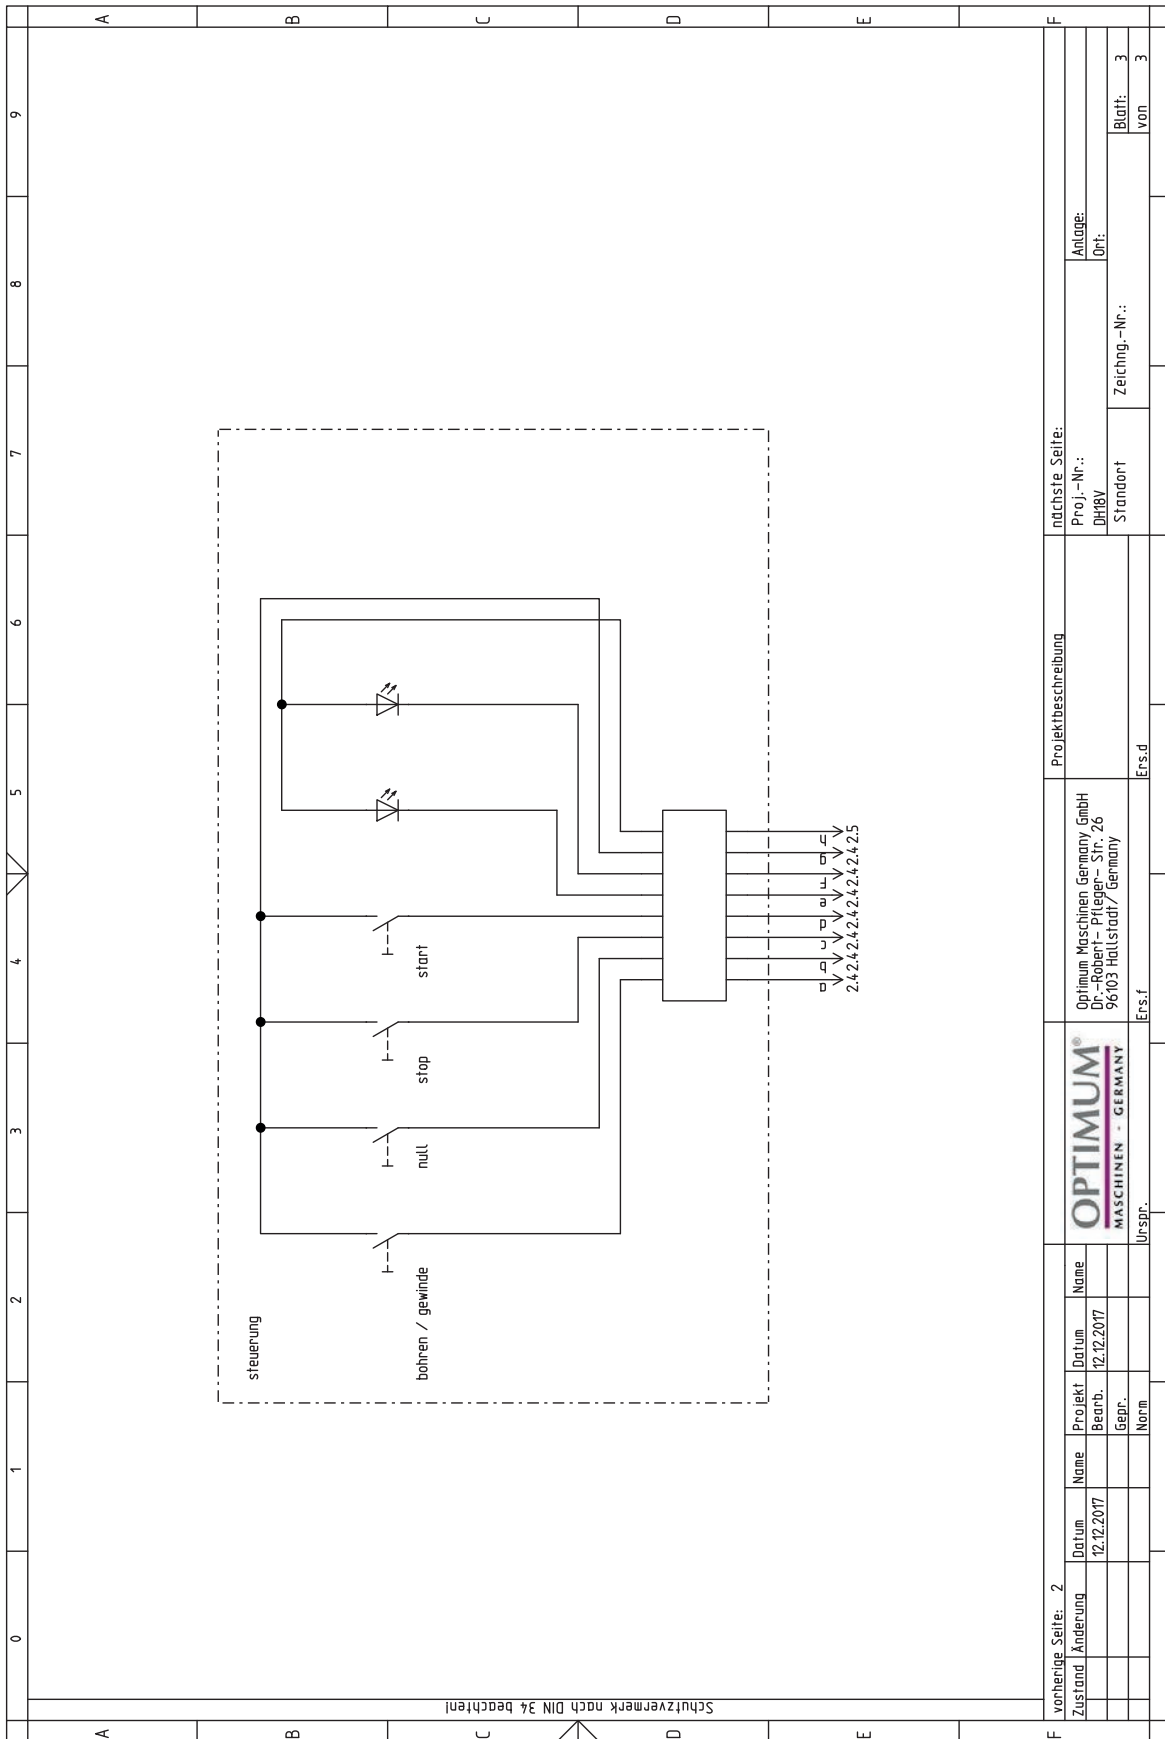 0 1 2 3 4 5 6 7 8 9
A A
B B
C C
D D
E E
F F
Schutzvermerk nach DIN 34 beachten!
steuerung
bohren / gewinde
null
stop
start
a b c d e f g h
2.4 2.4 2.4 2.4 2.4 2.4 2.4 2.5
vorherige Seite: 2
nächste Seite:
Zustand Änderung Datum Name Projekt Datum Name
12.12.2017
Bearb. 12.12.2017
Gepr.
Norm
Urspr.
OPTIMUM®
MASCHINEN - GERMANY
Optimum Maschinen Germany GmbH
Dr.-Robert- Pfleger- Str. 26
96103 Hallstadt/ Germany
Ers.f
Ers.d
Projektbeschreibung
Proj.-Nr.:
DH18V
Standort
Zeichng.-Nr.:
Anlage:
Ort:
Blatt: 3
von 3